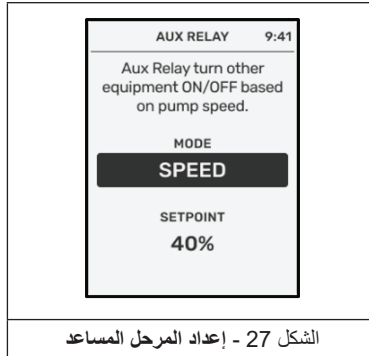 AUX RELAY 9:41
Aux Relay turn other
equipment ON/OFF based
on pump speed.
MODE
SPEED
SETPOINT
40%
الشكل 27 - إعداد المرحل المساعد